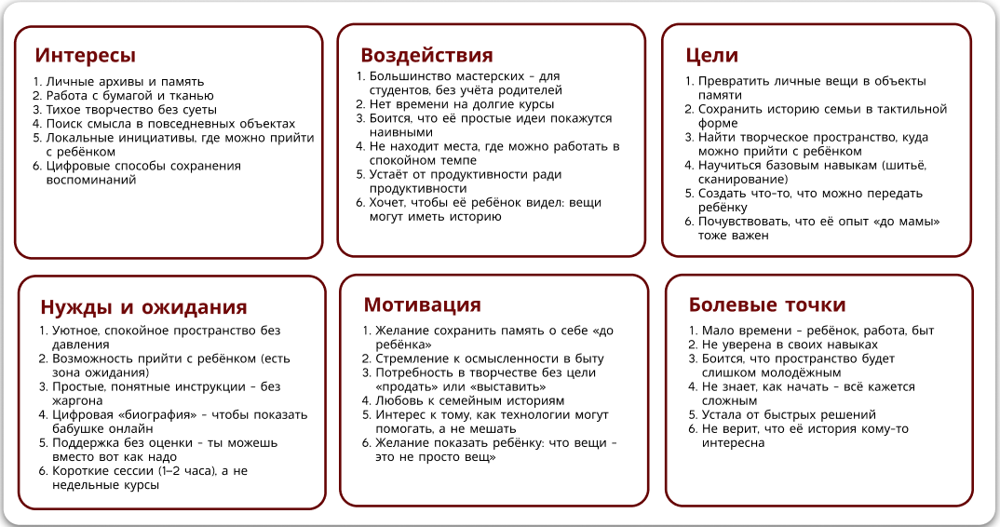 Интересы
1. Личные архивы и память
2. Работа с бумагой и тканью
3. Тихое творчество без суеты
4. Поиск смысла в повседневных объектах
5. Локальные инициативы, где можно прийти
с ребёнком
6. Цифровые способы сохранения
воспоминаний
Воздействия
1. Большинство мастерских - для
студентов, без учёта родителей
2. Нет времени на долгие курсы
3. Боится, что её простые идеи покажутся
наивными
4. Не находит места, где можно работать в
спокойном темпе
5. Устаёт от продуктивности ради
продуктивности
6. Хочет, чтобы её ребёнок видел: вещи
могут иметь историю
Цели
1. Превратить личные вещи в объекты
памяти
2. Сохранить историю семьи в тактильной
форме
3. Найти творческое пространство, куда
можно прийти с ребёнком
4. Научиться базовым навыкам (шитьё,
сканирование)
5. Создать что-то, что можно передать
ребёнку
6. Почувствовать, что её опыт «до мамы»
тоже важен
Нужды и ожидания
1. Уютное, спокойное пространство без
давления
2. Возможность прийти с ребёнком (есть
зона ожидания)
3. Простые, понятные инструкции - без
жаргона
4. Цифровая «биография» - чтобы показать
бабушке онлайн
5. Поддержка без оценки - ты можешь
вместо вот как надо
6. Короткие сессии (1–2 часа), а не
недельные курсы
Мотивация
1. Желание сохранить память о себе «до
ребёнка»
2. Стремление к осмысленности в быту
3. Потребность в творчестве без цели
«продать» или «выставить»
4. Любовь к семейным историям
5. Интерес к тому, как технологии могут
помогать, а не мешать
6. Желание показать ребёнку: что вещи -
это не просто вещ»
Болевые точки
1. Мало времени - ребёнок, работа, быт
2. Не уверена в своих навыках
3. Боится, что пространство будет
слишком молодёжным
4. Не знает, как начать - всё кажется
сложным
5. Устала от быстрых решений
6. Не верит, что её история кому-то
интересна